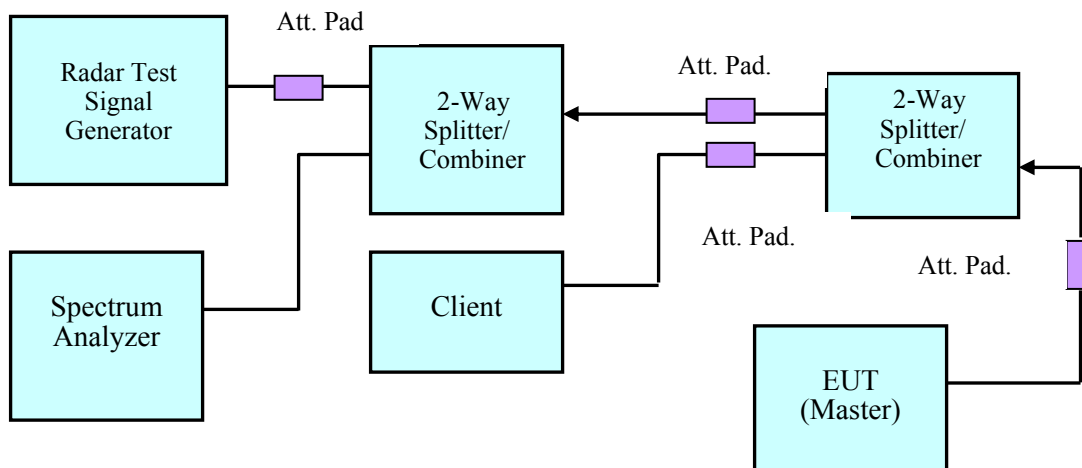 Att. Pad
Radar Test
Signal
Generator
2-Way
Splitter/
Combiner
Att. Pad.
2-Way
Splitter/
Combiner
Att. Pad.
Att. Pad.
Spectrum
Analyzer
Client
EUT
(Master)